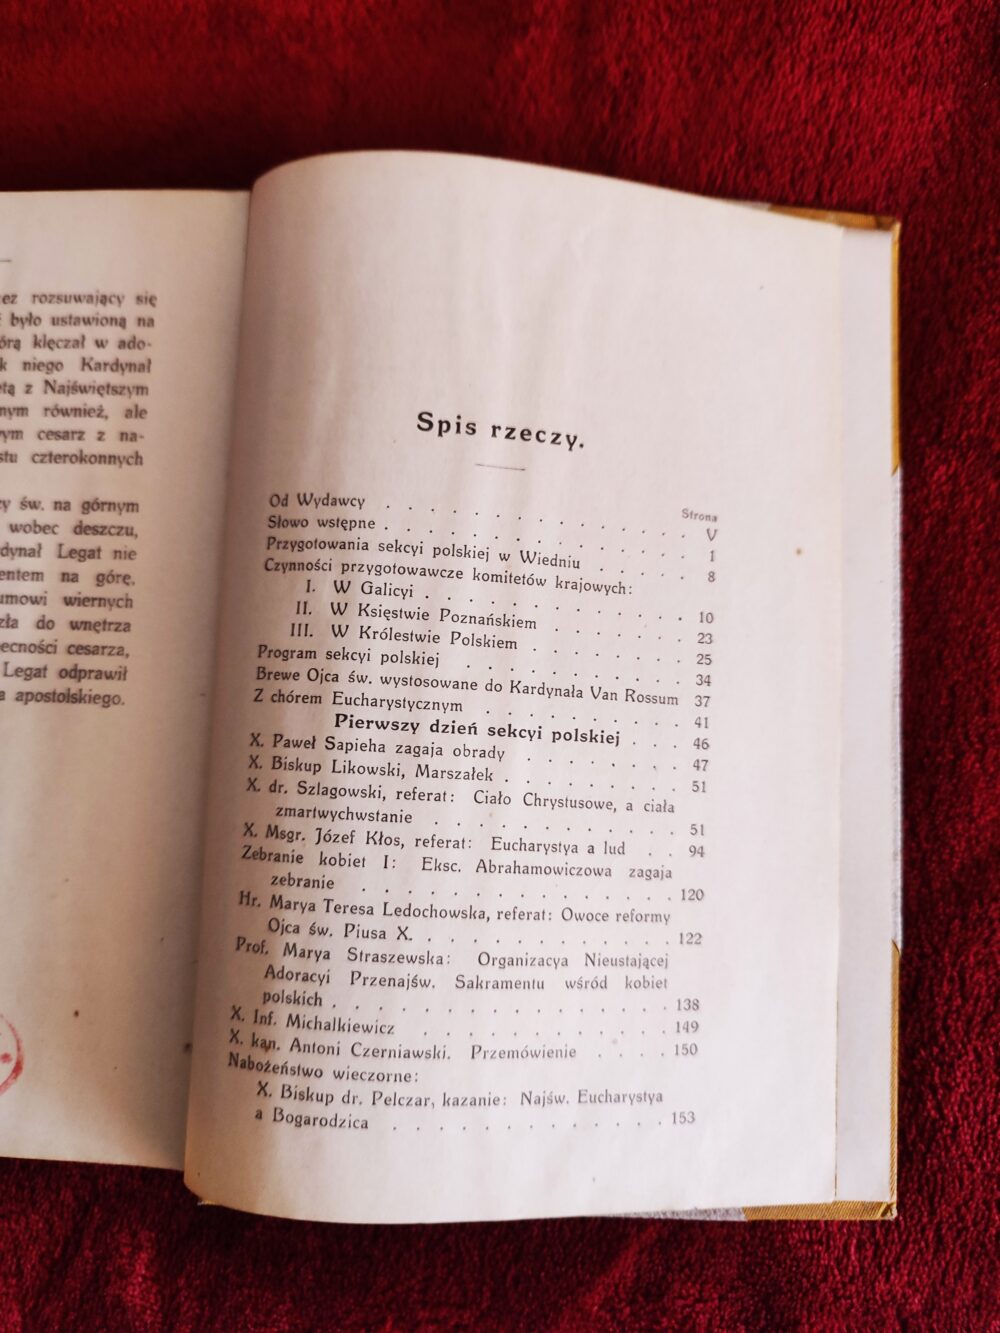 ez rozsuwający się
było ustawioną na
órą klęczał w ado-
k niego Kardynał
etą z Najświętszym
nym również, ale
ym cesarz z na-
stu czterokonnych
y św. na górnym
wobec deszczu,
dynał Legat nie
entem na górę,
umowi wiernych
zła do wnętrza
ecności cesarza,
Legat odprawił
a apostolskiego.
Spis rzeczy.
Strona
Od Wydawcy . . . . . . . . . . . . V
Słowo wstępne . . . . . . . . . . . 1
Przygotowania sekcyi polskiej w Wiedniu . . . . 8
Czynności przygotowawcze komitetów krajowych:
I. W Galicyi . . . . . . . . . . 10
II. W Księstwie Poznańskiem . . . . . . 23
III. W Królestwie Polskiem . . . . . . . 25
Program sekcyi polskiej . . . . . . . . 34
Brewe Ojca św. wystosowane do Kardynała Van Rossum 37
Z chórem Eucharystycznym . . . . . . . 41
Pierwszy dzień sekcyi polskiej . . . 46
X. Paweł Sapieha zagaja obrady . . . . . . 47
X. Biskup Likowski, Marszałek . . . . . . . 51
X. dr. Szlagowski, referat: Ciało Chrystusowe, a ciała
zmartwychwstanie . . . . . . . . . 51
X. Msgr. Józef Kłos, referat: Eucharystya a lud . . 94
Zebranie kobiet I: Eksc. Abrahamowiczowa zagaja
zebranie . . . . . . . . . . . . 120
Hr. Marya Teresa Ledochowska, referat: Owoce reformy
Ojca św. Piusa X. . . . . . . . . . 122
Prof. Marya Straszewska: Organizacya Nieustającej
Adoracyi Przenajśw. Sakramentu wśród kobiet
polskich . . . . . . . . . . . . 138
X. Inf. Michalkiewicz . . . . . . . . . 149
X. kan. Antoni Czerniawski. Przemówienie . . . . 150
Nabożeństwo wieczorne:
X. Biskup dr. Pelczar, kazanie: Najśw. Eucharystya
a Bogarodzica . . . . . . . . . . 153